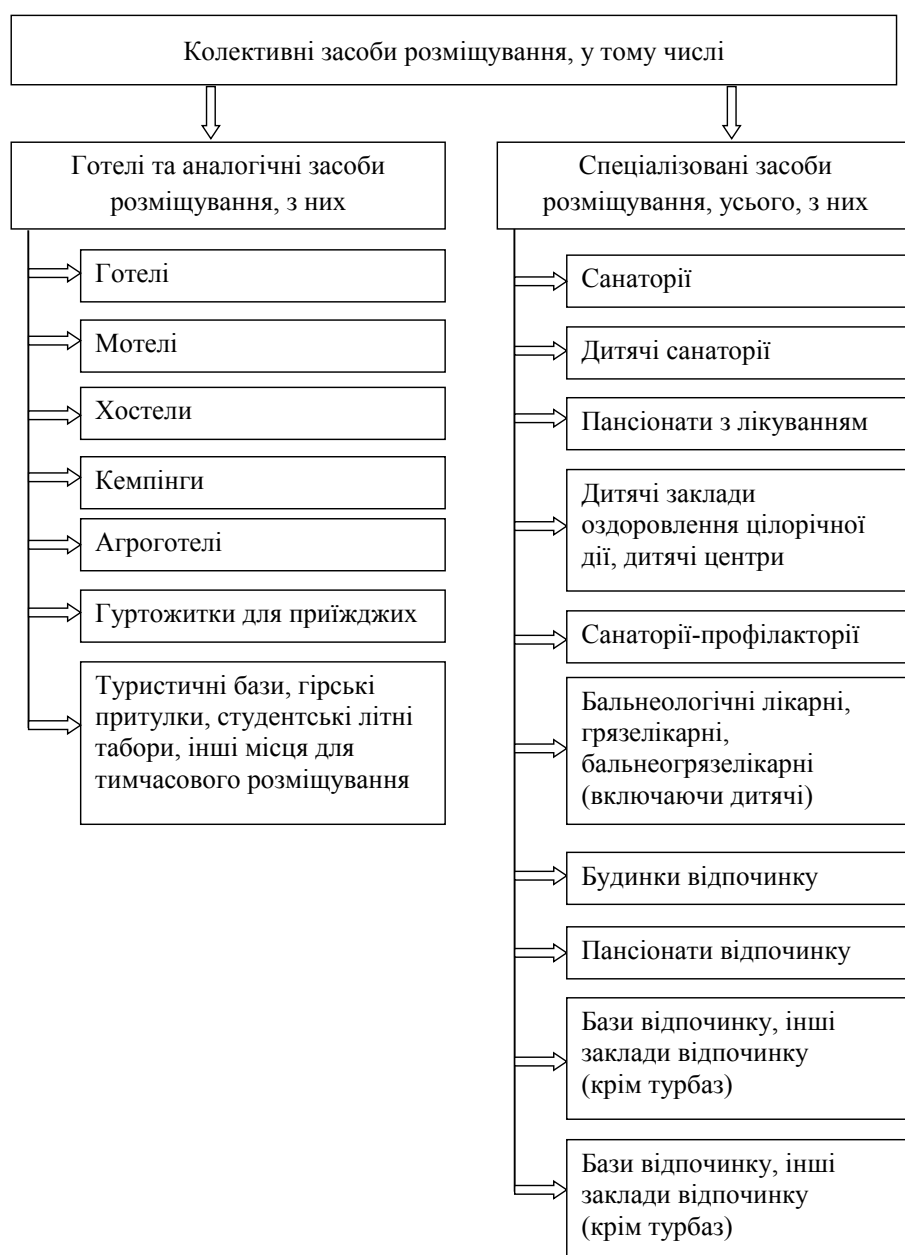 Колективні засоби розміщування, у тому числі
Готелі та аналогічні засоби
розміщування, з них
Готелі
Мотелі
Хостели
Кемпінги
Агроготелі
Гуртожитки для приїжджих
Туристичні бази, гірські
притулки, студентські літні
табори, інші місця для
тимчасового розміщування
Спеціалізовані засоби
розміщування, усього, з них
Санаторії
Дитячі санаторії
Пансіонати з лікуванням
Дитячі заклади
оздоровлення цілорічної
дії, дитячі центри
Санаторії-профілакторії
Бальнеологічні лікарні,
грязелікарні,
бальнеогрязелікарні
(включаючи дитячі)
Будинки відпочинку
Пансіонати відпочинку
Бази відпочинку, інші
заклади відпочинку
(крім турбаз)
Бази відпочинку, інші
заклади відпочинку
(крім турбаз)